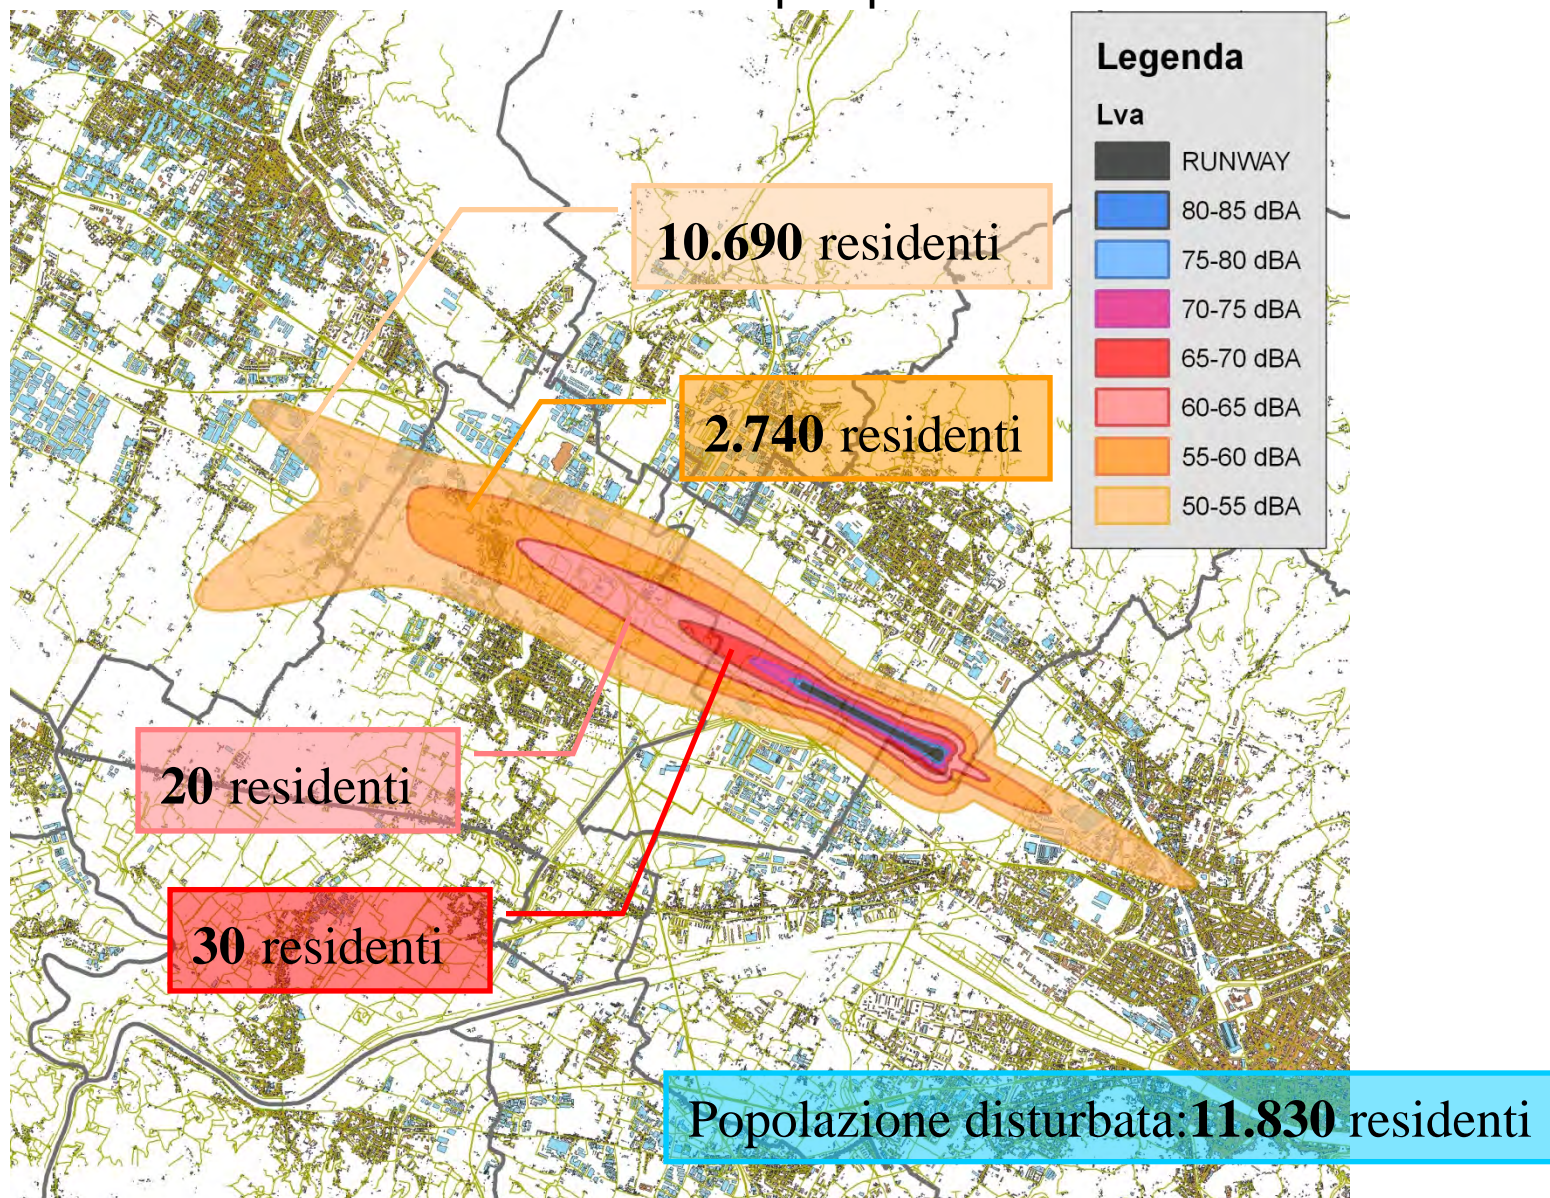 Legenda
Lva
RUNWAY
80-85 dBA
75-80 dBA
70-75 dBA
65-70 dBA
60-65 dBA
55-60 dBA
50-55 dBA
10.690 residenti
2.740 residenti
20 residenti
30 residenti
Popolazione disturbata:11.830 residenti